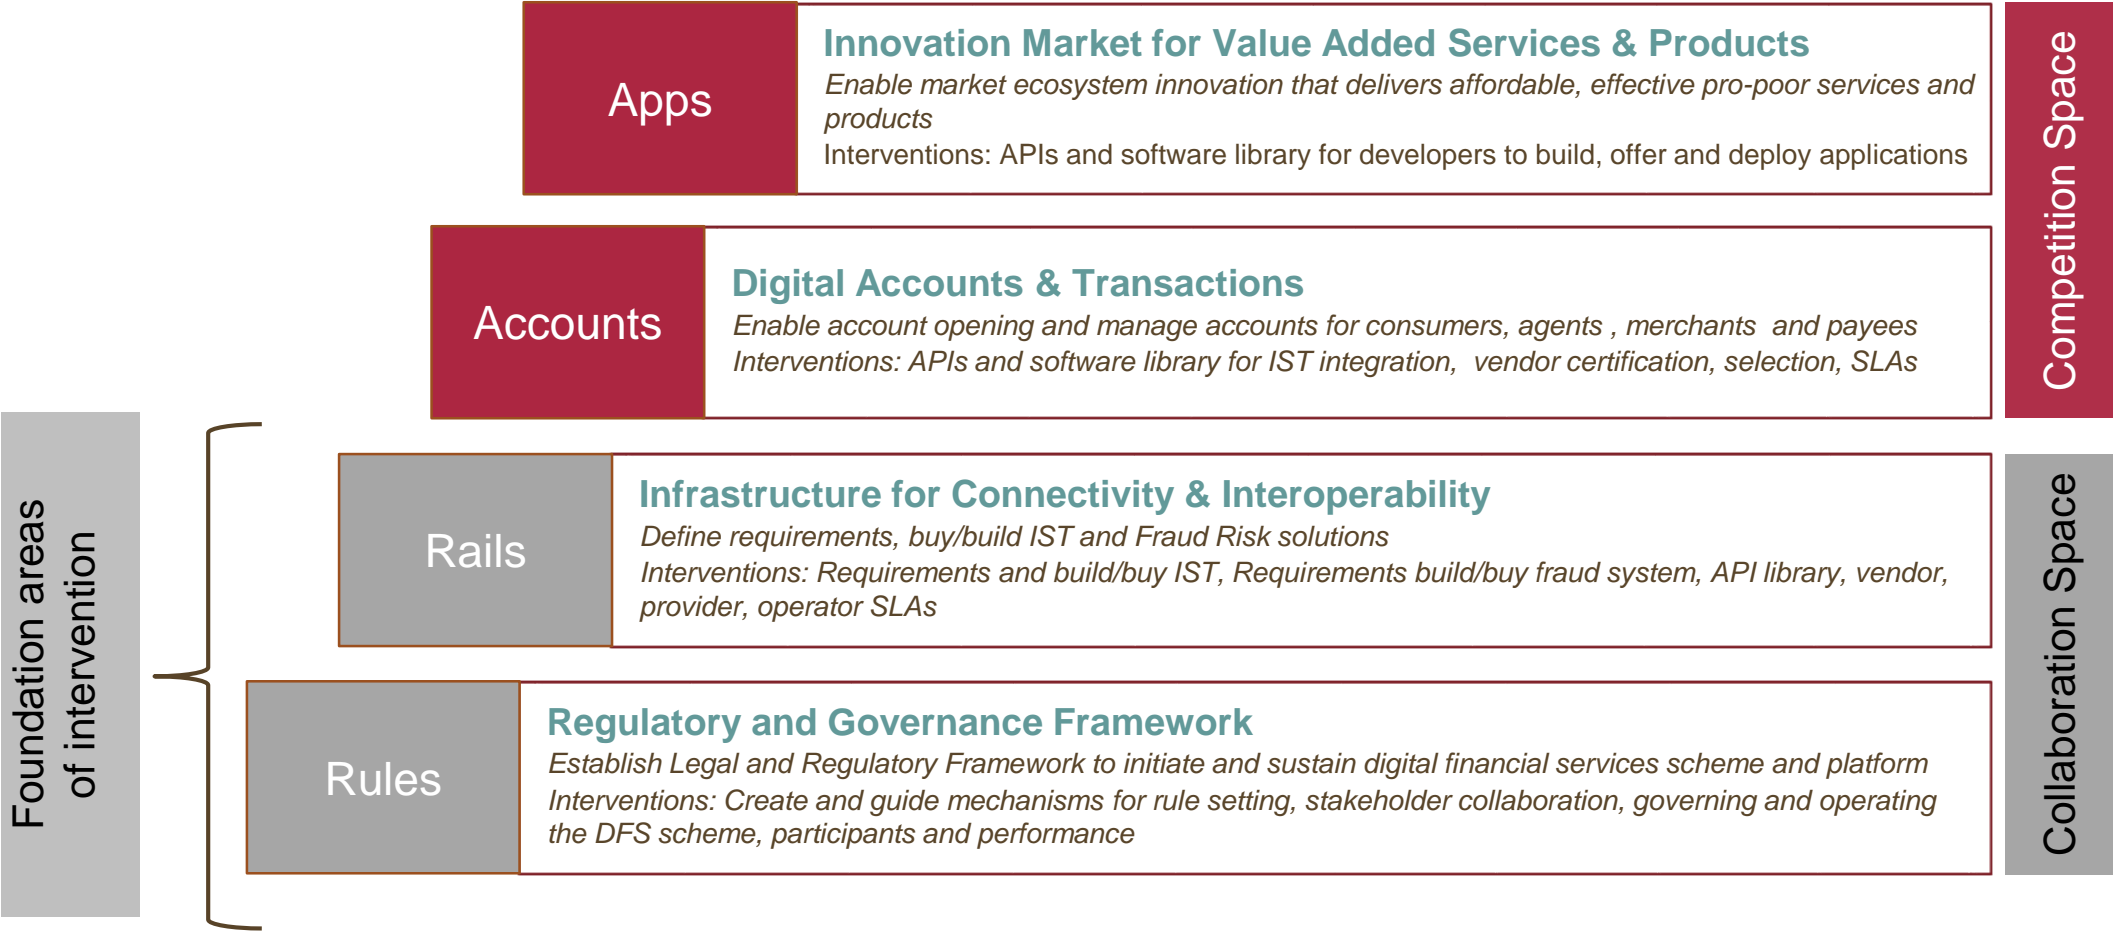 Apps
Innovation Market for Value Added Services & Products
Enable market ecosystem innovation that delivers affordable, effective pro-poor services and
products
Interventions: APIs and software library for developers to build, offer and deploy applications
Competition Space
Accounts
Digital Accounts & Transactions
Enable account opening and manage accounts for consumers, agents , merchants  and payees
Interventions: APIs and software library for IST integration,  vendor certification, selection, SLAs
Foundation areas
of intervention
Rails
Infrastructure for Connectivity & Interoperability
Define requirements, buy/build IST and Fraud Risk solutions
Interventions: Requirements and build/buy IST, Requirements build/buy fraud system, API library, vendor,
provider, operator SLAs
Collaboration Space
Rules
Regulatory and Governance Framework
Establish Legal and Regulatory Framework to initiate and sustain digital financial services scheme and platform
Interventions: Create and guide mechanisms for rule setting, stakeholder collaboration, governing and operating
the DFS scheme, participants and performance